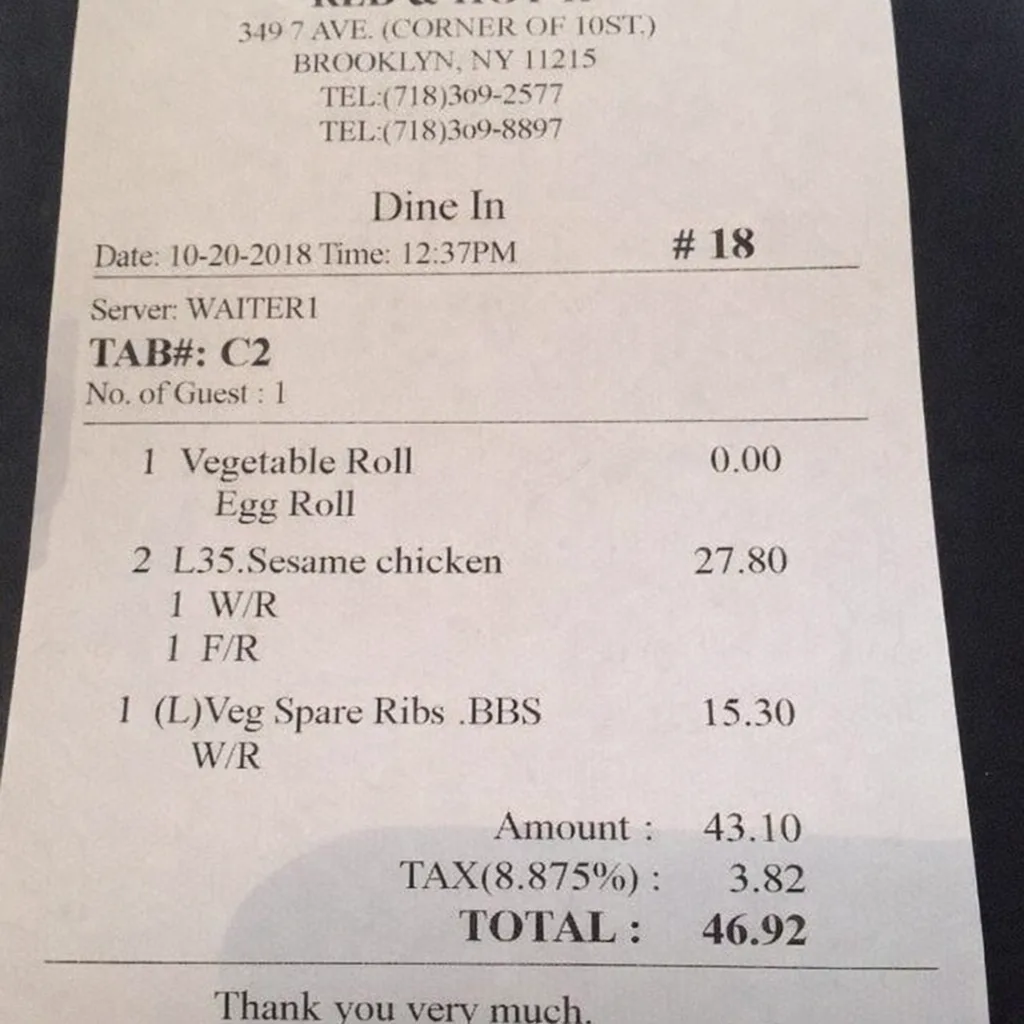 349 7 AVE. (CORNER OF 10ST.)
BROOKLYN, NY 11215
TEL:(718)309-2577
TEL:(718)309-8897
Dine In
Date: 10-20-2018 Time: 12:37PM # 18
Server: WAITER1
TAB#: C2
No. of Guest : 1
1 Vegetable Roll 0.00
Egg Roll
2 L35.Sesame chicken 27.80
1 W/R
1 F/R
1 (L)Veg Spare Ribs .BBS 15.30
W/R
Amount : 43.10
TAX(8.875%) : 3.82
TOTAL : 46.92
Thank you very much.